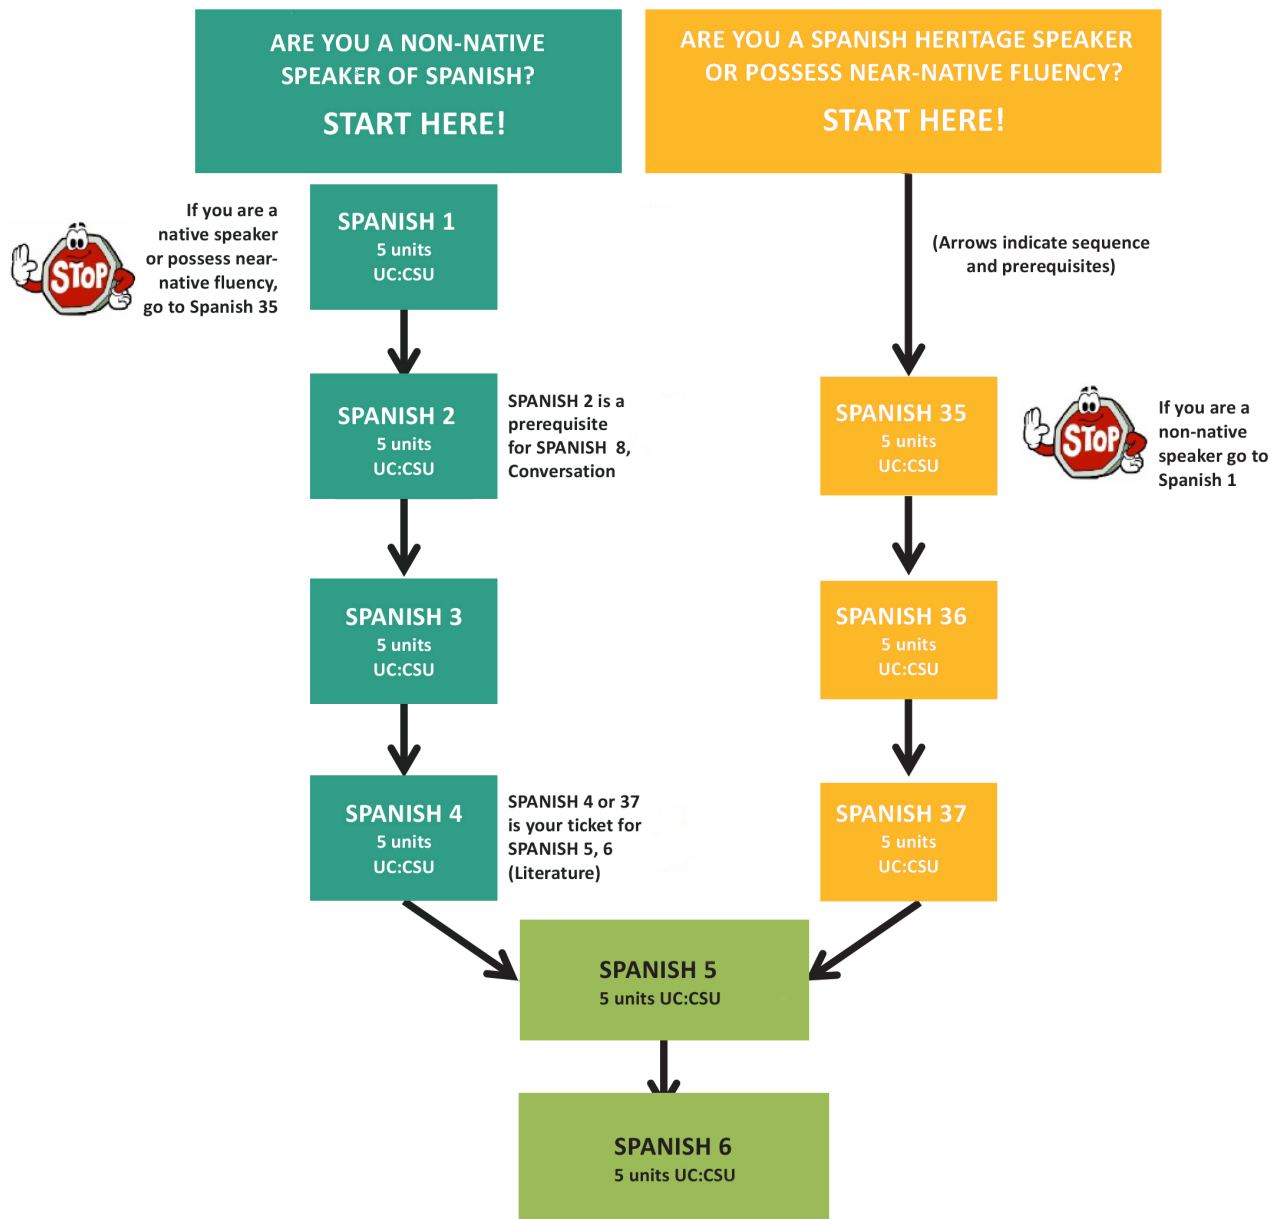 ARE YOU A NON-NATIVE
SPEAKER OF SPANISH?
START HERE!
ARE YOU A SPANISH HERITAGE SPEAKER
OR POSSESS NEAR-NATIVE FLUENCY?
START HERE!
STOP
If you are a
native speaker
or possess near-
native fluency,
go to Spanish 35
SPANISH 1
5 units
UC:CSU
(Arrows indicate sequence
and prerequisites)
SPANISH 2
5 units
UC:CSU
SPANISH 2 is a
prerequisite
for SPANISH 8,
Conversation
SPANISH 35
5 units
UC:CSU
STOP
If you are a
non-native
speaker go to
Spanish 1
SPANISH 3
5 units
UC:CSU
SPANISH 36
5 units
UC:CSU
SPANISH 4
5 units
UC:CSU
SPANISH 4 or 37
is your ticket for
SPANISH 5, 6
(Literature)
SPANISH 37
5 units
UC:CSU
SPANISH 5
5 units UC:CSU
SPANISH 6
5 units UC:CSU